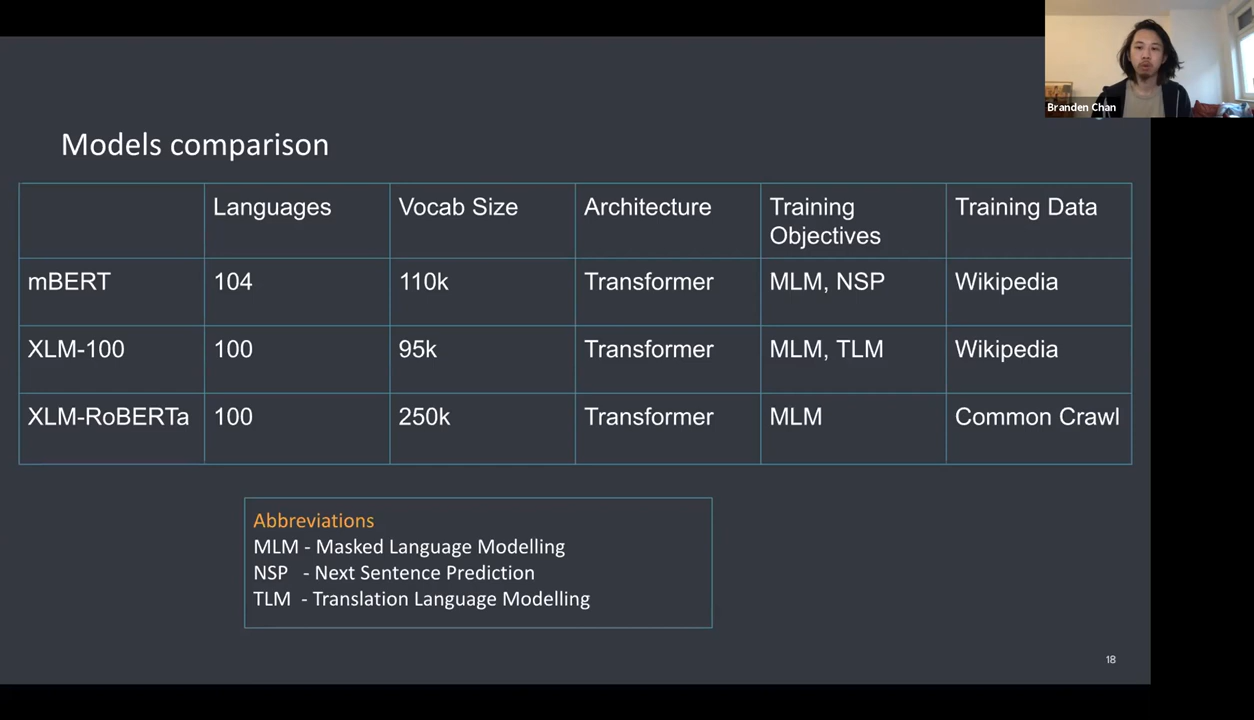 Branden Chan
Models comparison
Languages Vocab Size Architecture Training Objectives Training Data
mBERT 104 110k Transformer MLM, NSP Wikipedia
XLM-100 100 95k Transformer MLM, TLM Wikipedia
XLM-RoBERTa 100 250k Transformer MLM Common Crawl
Abbreviations
MLM - Masked Language Modelling
NSP - Next Sentence Prediction
TLM - Translation Language Modelling
18